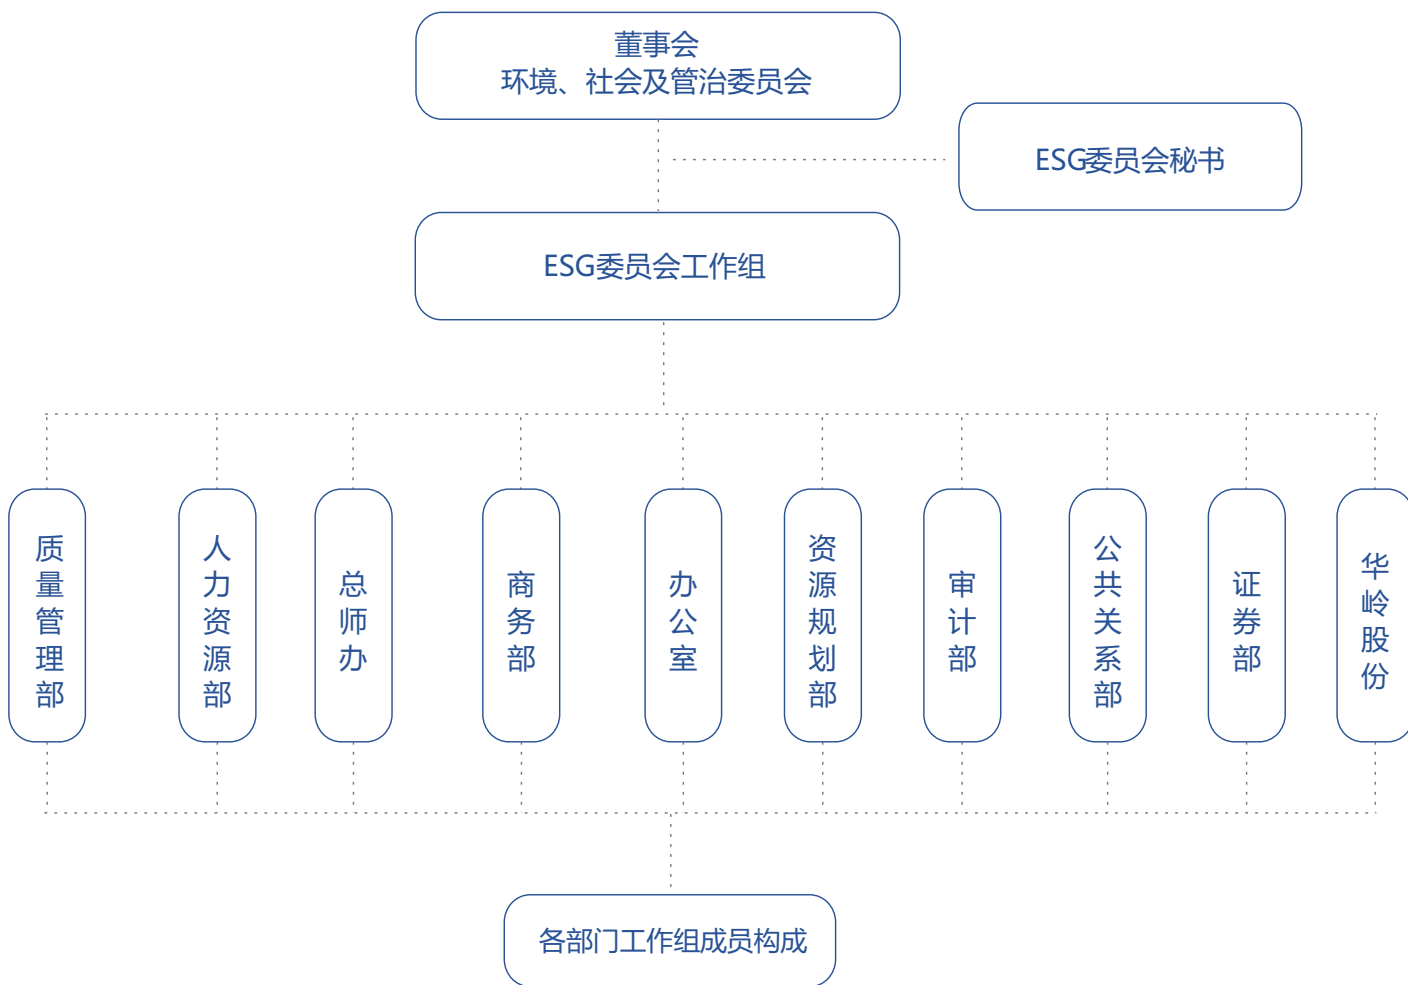 董事会
环境、社会及管治委员会
ESG委员会秘书
ESG委员会工作组
质量管理部
人力资源部
总师办
商务部
办公室
资源规划部
审计部
公共关系部
证券部
华岭股份
各部门工作组成员构成